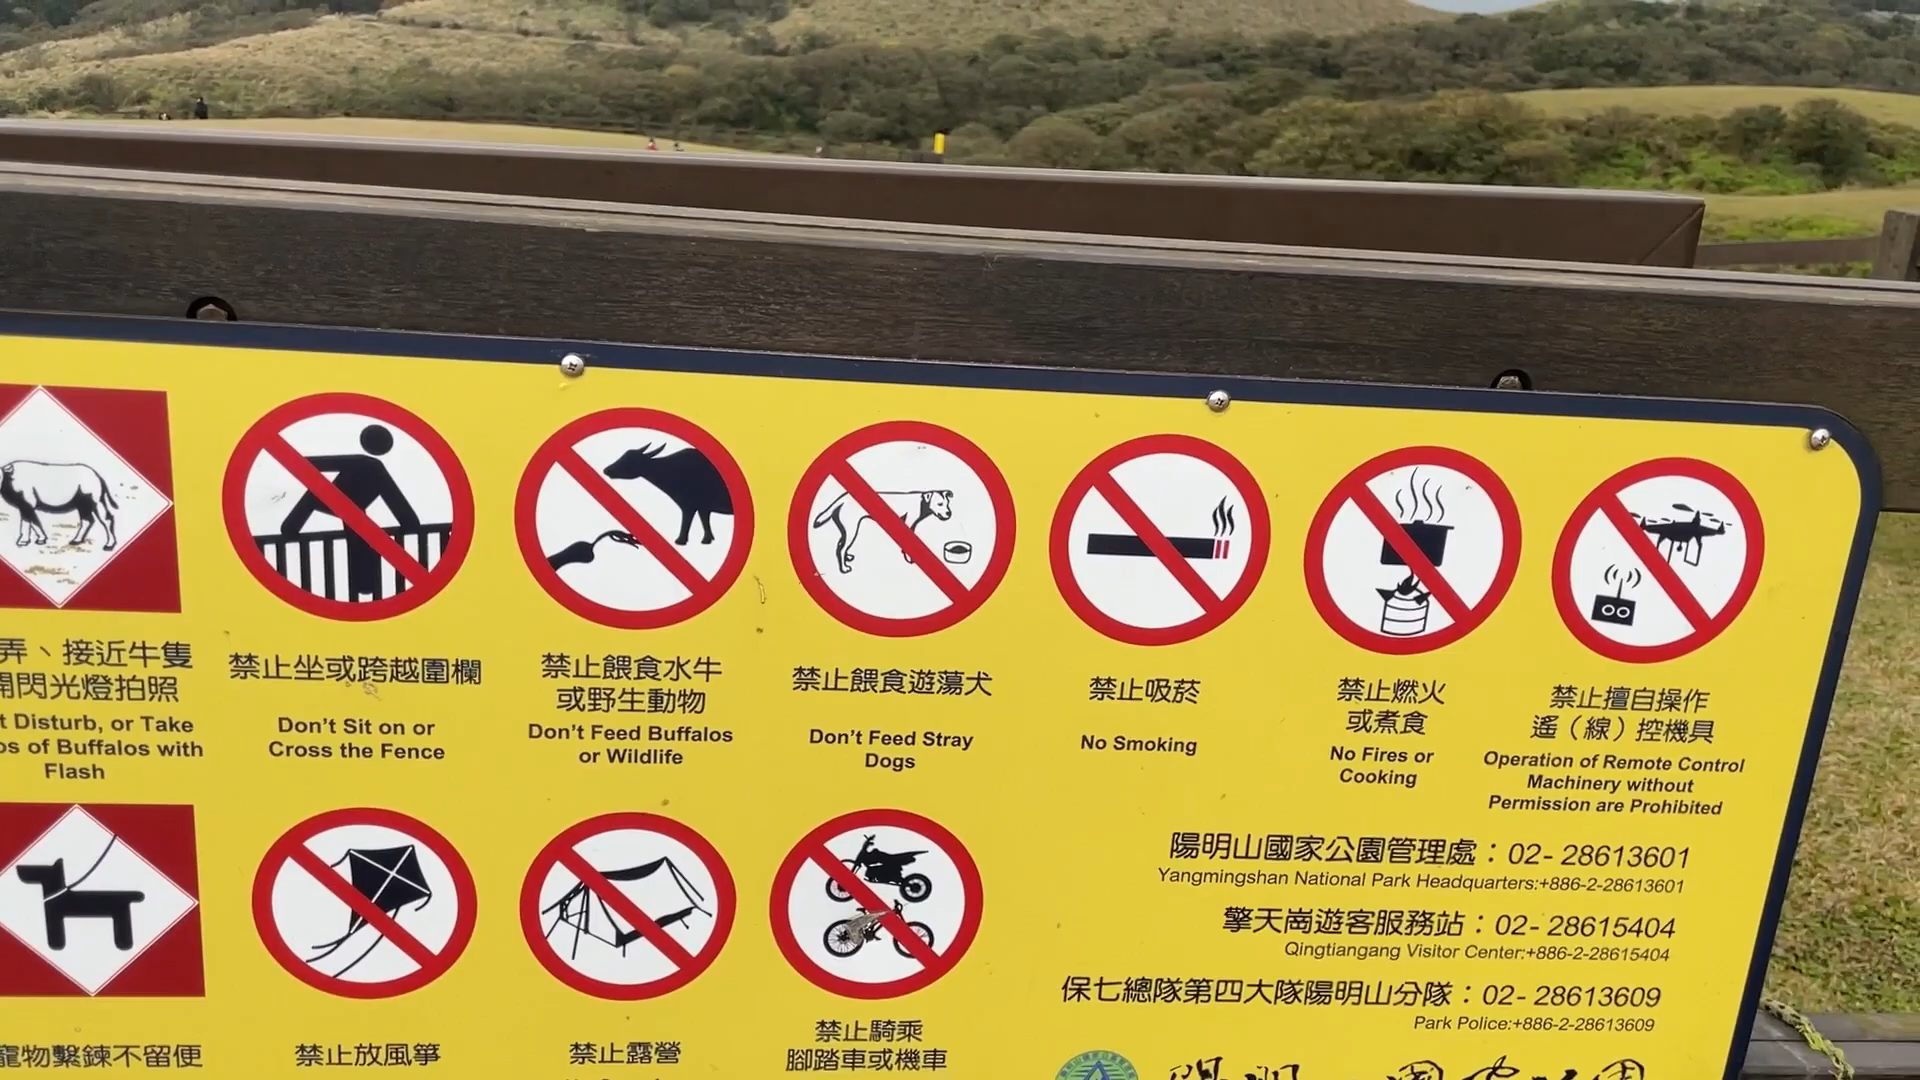 弄、接近牛隻
閃光燈拍照
t Disturb, or Take
os of Buffalos with
Flash
禁止坐或跨越圍欄
Don't Sit on or
Cross the Fence
禁止餵食水牛
或野生動物
Don't Feed Buffalos
or Wildlife
禁止餵食遊蕩犬
Don't Feed Stray
Dogs
禁止吸菸
No Smoking
禁止燃火
或煮食
No Fires or
Cooking
禁止擅自操作
遙（線）控機具
Operation of Remote Control
Machinery without
Permission are Prohibited
寵物繫鍊不留便
禁止放風箏
禁止露營
禁止騎乘
腳踏車或機車
陽明山國家公園管理處：02- 28613601
Yangmingshan National Park Headquarters:+886-2-28613601
擎天崗遊客服務站：02- 28615404
Qingtiangang Visitor Center:+886-2-28615404
保七總隊第四大隊陽明山分隊：02- 28613609
Park Police:+886-2-28613609